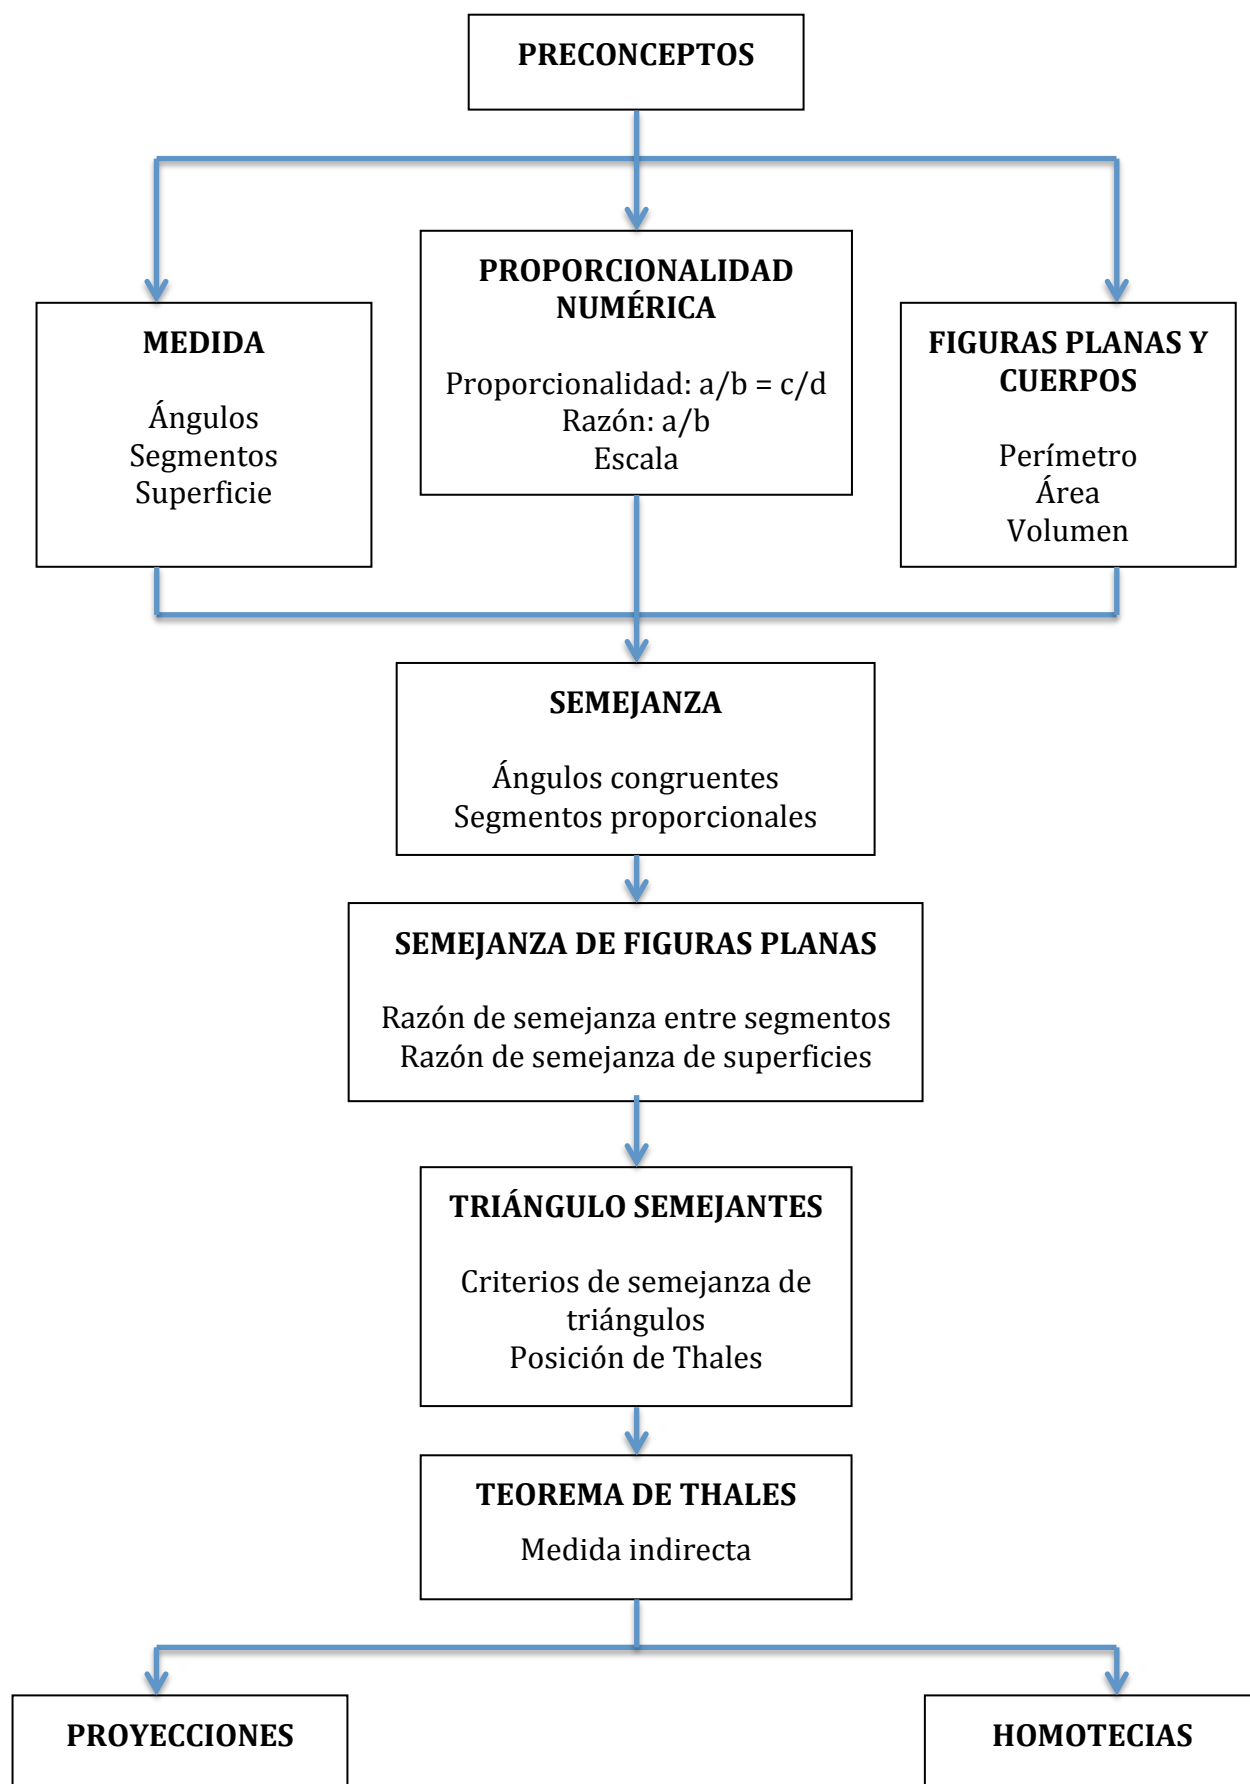 PRECONCEPTOS
MEDIDA
Ángulos
Segmentos
Superficie
PROPORCIONALIDAD
NUMÉRICA
Proporcionalidad: a/b = c/d
Razón: a/b
Escala
FIGURAS PLANAS Y
CUERPOS
Perímetro
Área
Volumen
SEMEJANZA
Ángulos congruentes
Segmentos proporcionales
SEMEJANZA DE FIGURAS PLANAS
Razón de semejanza entre segmentos
Razón de semejanza de superficies
TRIÁNGULO SEMEJANTES
Criterios de semejanza de
triángulos
Posición de Thales
TEOREMA DE THALES
Medida indirecta
PROYECCIONES
HOMOTECIAS